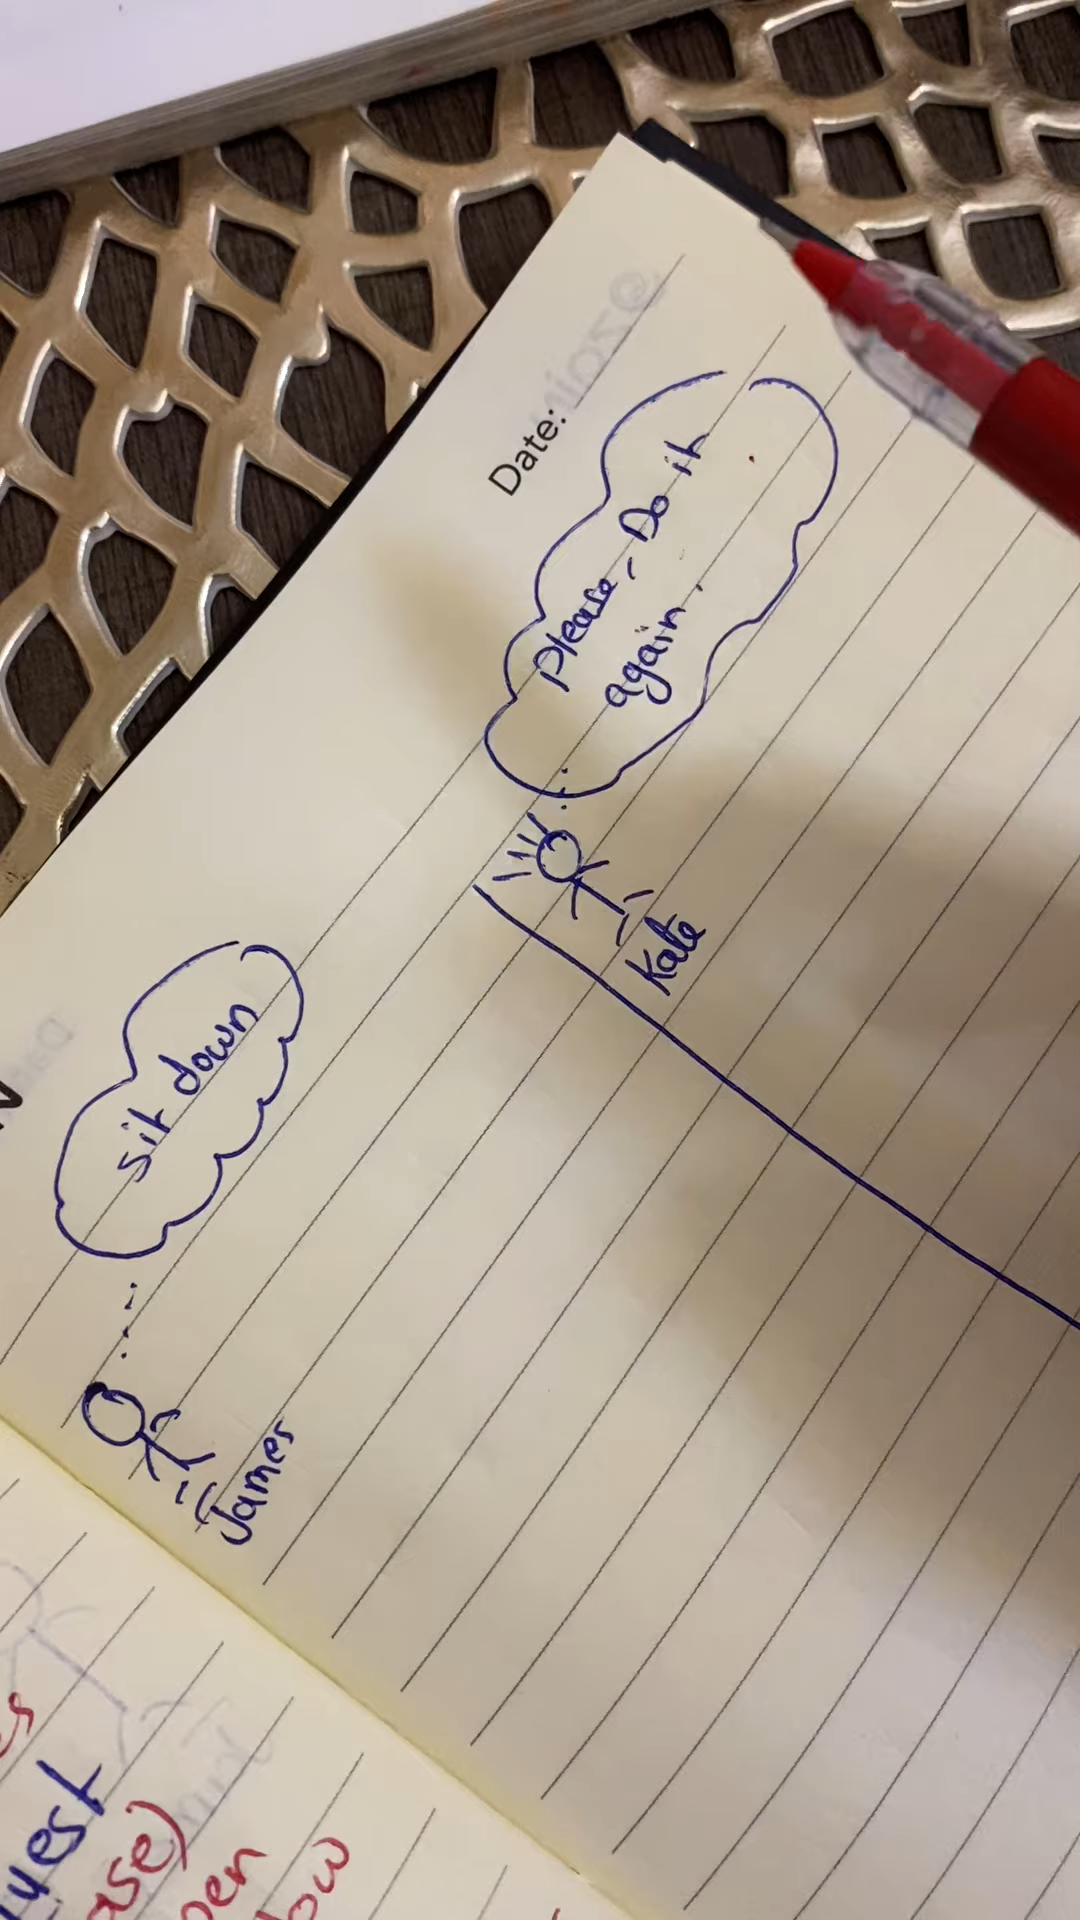 Date:
Please, Do it
again.
Kate
sit down
James